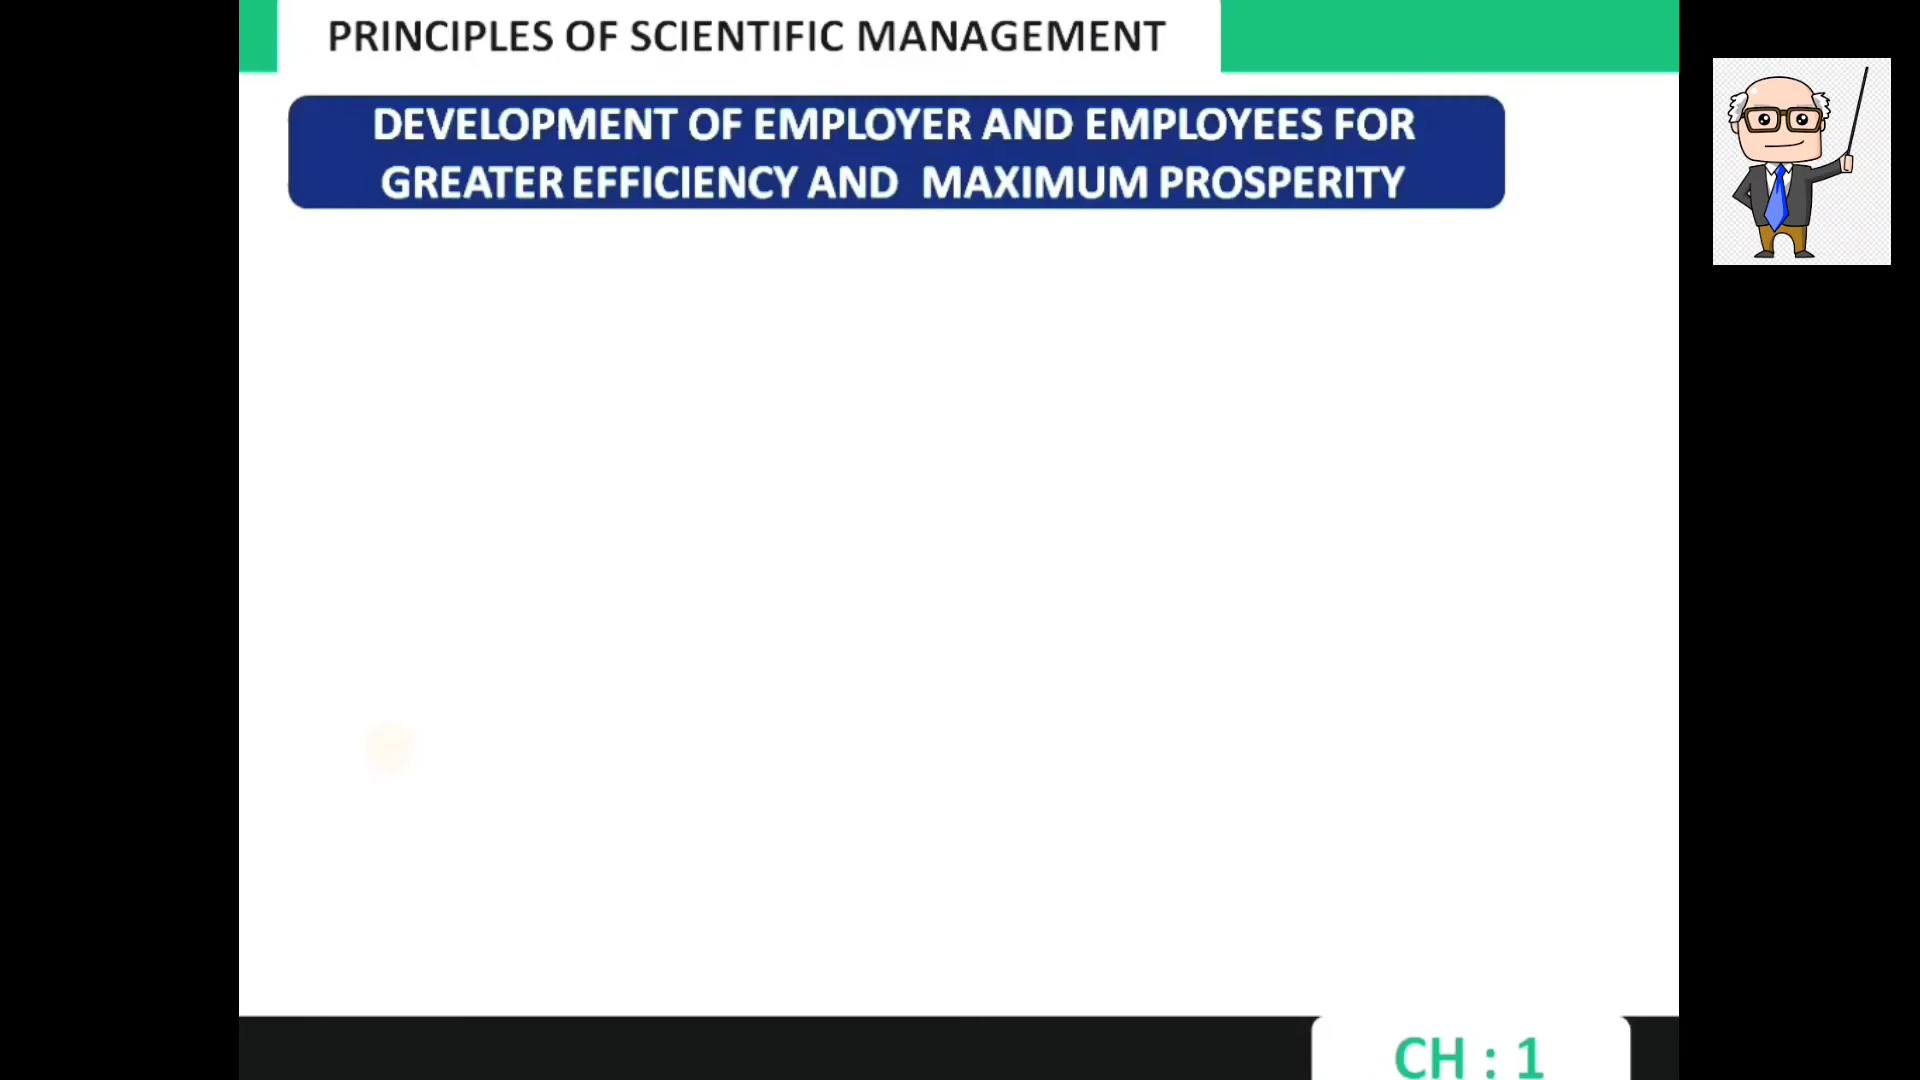 PRINCIPLES OF SCIENTIFIC MANAGEMENT
DEVELOPMENT OF EMPLOYER AND EMPLOYEES FOR
GREATER EFFICIENCY AND MAXIMUM PROSPERITY
CH : 1